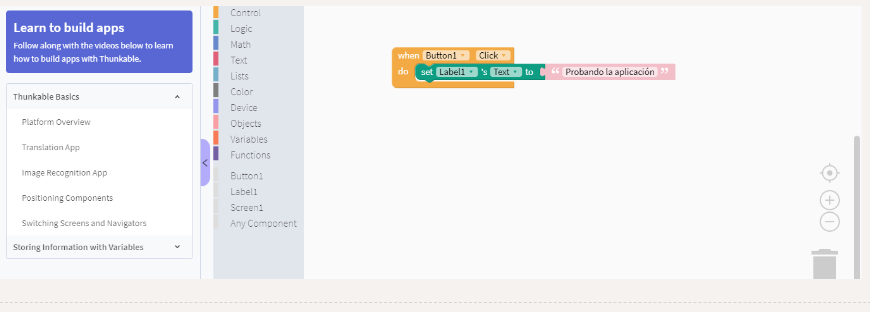 Learn to build apps
Follow along with the videos below to learn
how to build apps with Thunkable.
Thunkable Basics
Platform Overview
Translation App
Image Recognition App
Positioning Components
Switching Screens and Navigators
Storing Information with Variables
Control
Logic
Math
Text
Lists
Color
Device
Objects
Variables
Functions
Button1
Label1
Screen1
Any Component
when Button1 Click
do set Label1 's Text to “ Probando la aplicación ”